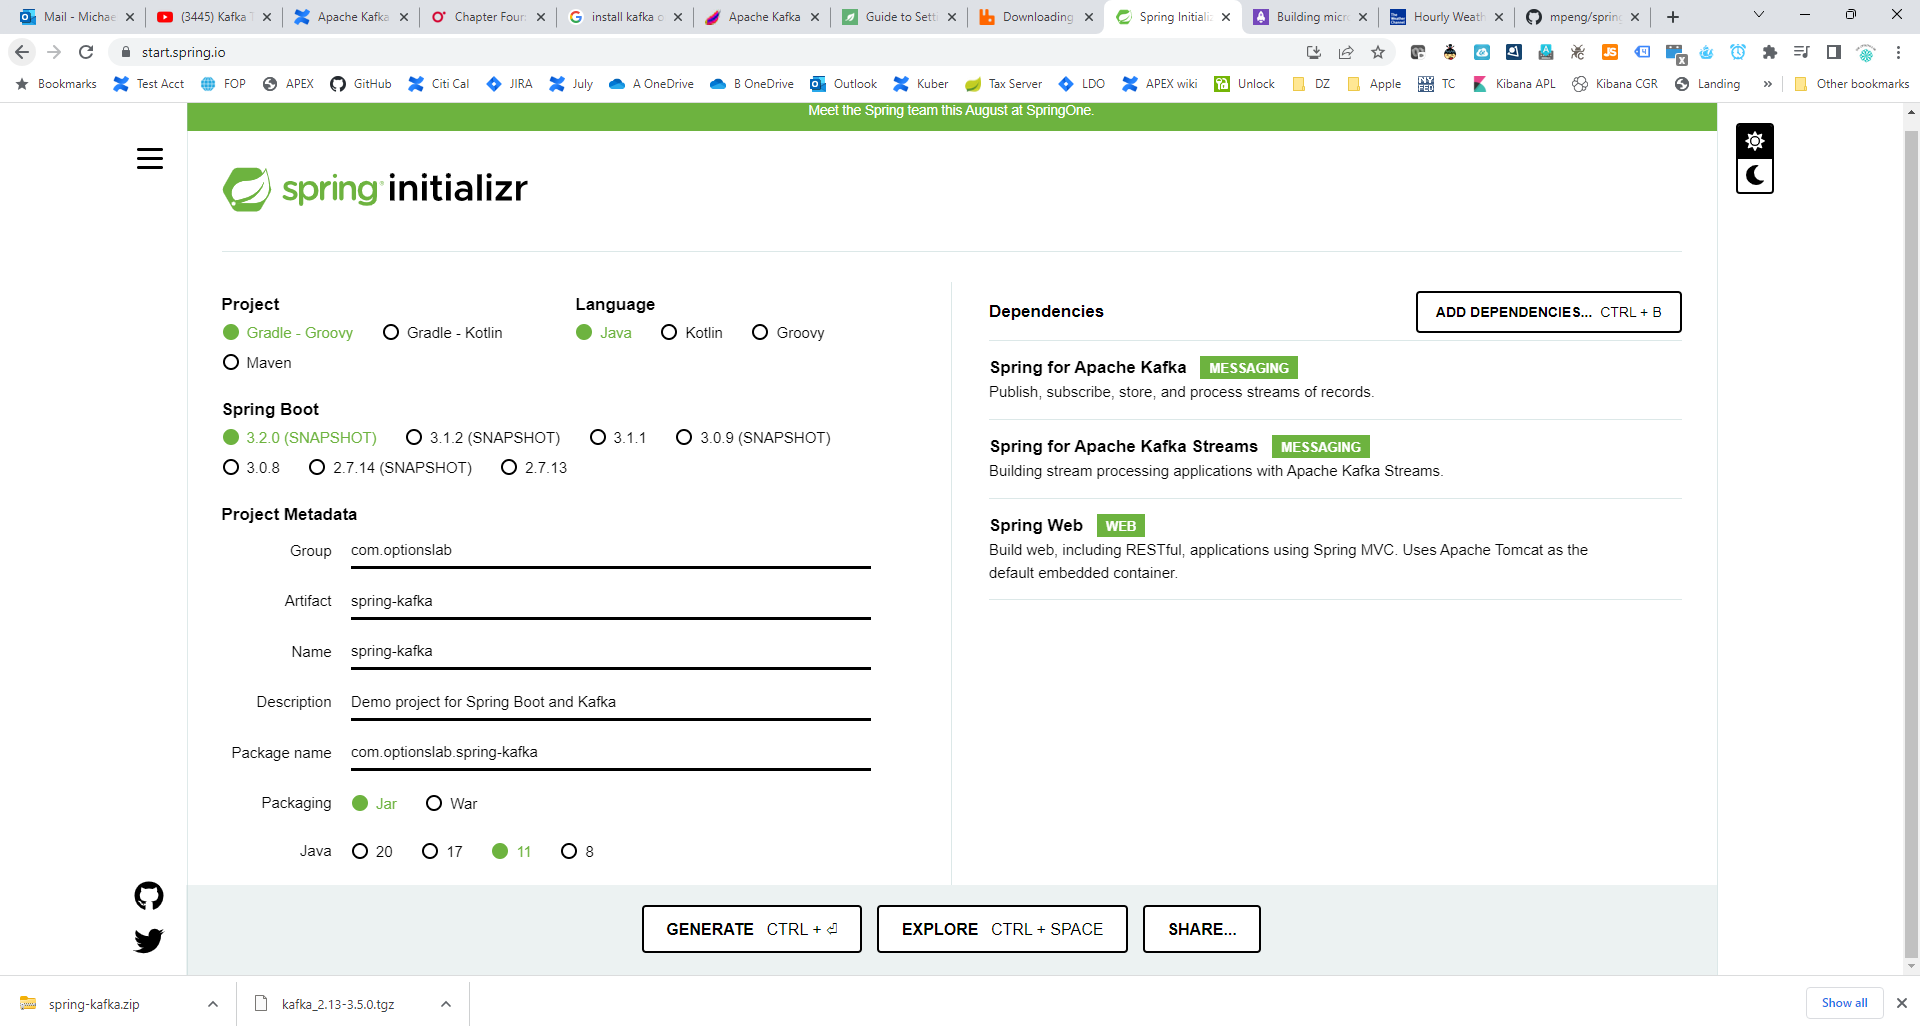 Mail - Michae
(3445) Kafka T
Apache Kafka
Chapter Four
install kafka o
Apache Kafka
Guide to Setti
Downloading
Spring Initializ
Building micr
Hourly Weath
mpeng/spring
start.spring.io
Bookmarks
Test Acct
FOP
APEX
GitHub
Citi Cal
JIRA
July
A OneDrive
B OneDrive
Outlook
Kuber
Tax Server
LDO
APEX wiki
Unlock
DZ
Apple
TC
Kibana APL
Kibana CGR
Landing
»
Other bookmarks
Meet the Spring team this August at SpringOne.
spring initializr
Project
Gradle - Groovy
Gradle - Kotlin
Maven
Language
Java
Kotlin
Groovy
Spring Boot
3.2.0 (SNAPSHOT)
3.1.2 (SNAPSHOT)
3.1.1
3.0.9 (SNAPSHOT)
3.0.8
2.7.14 (SNAPSHOT)
2.7.13
Project Metadata
Group com.optionslab
Artifact spring-kafka
Name spring-kafka
Description Demo project for Spring Boot and Kafka
Package name com.optionslab.spring-kafka
Packaging Jar War
Java 20 17 11 8
Dependencies
ADD DEPENDENCIES... CTRL + B
Spring for Apache Kafka MESSAGING
Publish, subscribe, store, and process streams of records.
Spring for Apache Kafka Streams MESSAGING
Building stream processing applications with Apache Kafka Streams.
Spring Web WEB
Build web, including RESTful, applications using Spring MVC. Uses Apache Tomcat as the
default embedded container.
GENERATE CTRL + ⏎
EXPLORE CTRL + SPACE
SHARE...
spring-kafka.zip
kafka_2.13-3.5.0.tgz
Show all